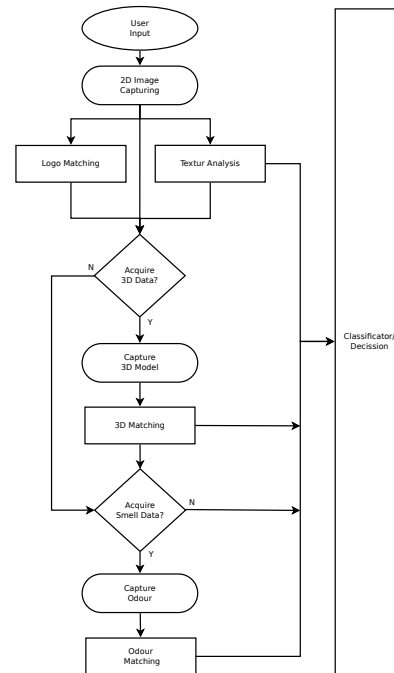 User
Input
2D Image
Capturing
Logo Matching
Textur Analysis
N
Acquire
3D Data?
Y
Classificator/
Decission
Capture
3D Model
3D Matching
Acquire
Smell Data?
N
Y
Capture
Odour
Odour
Matching